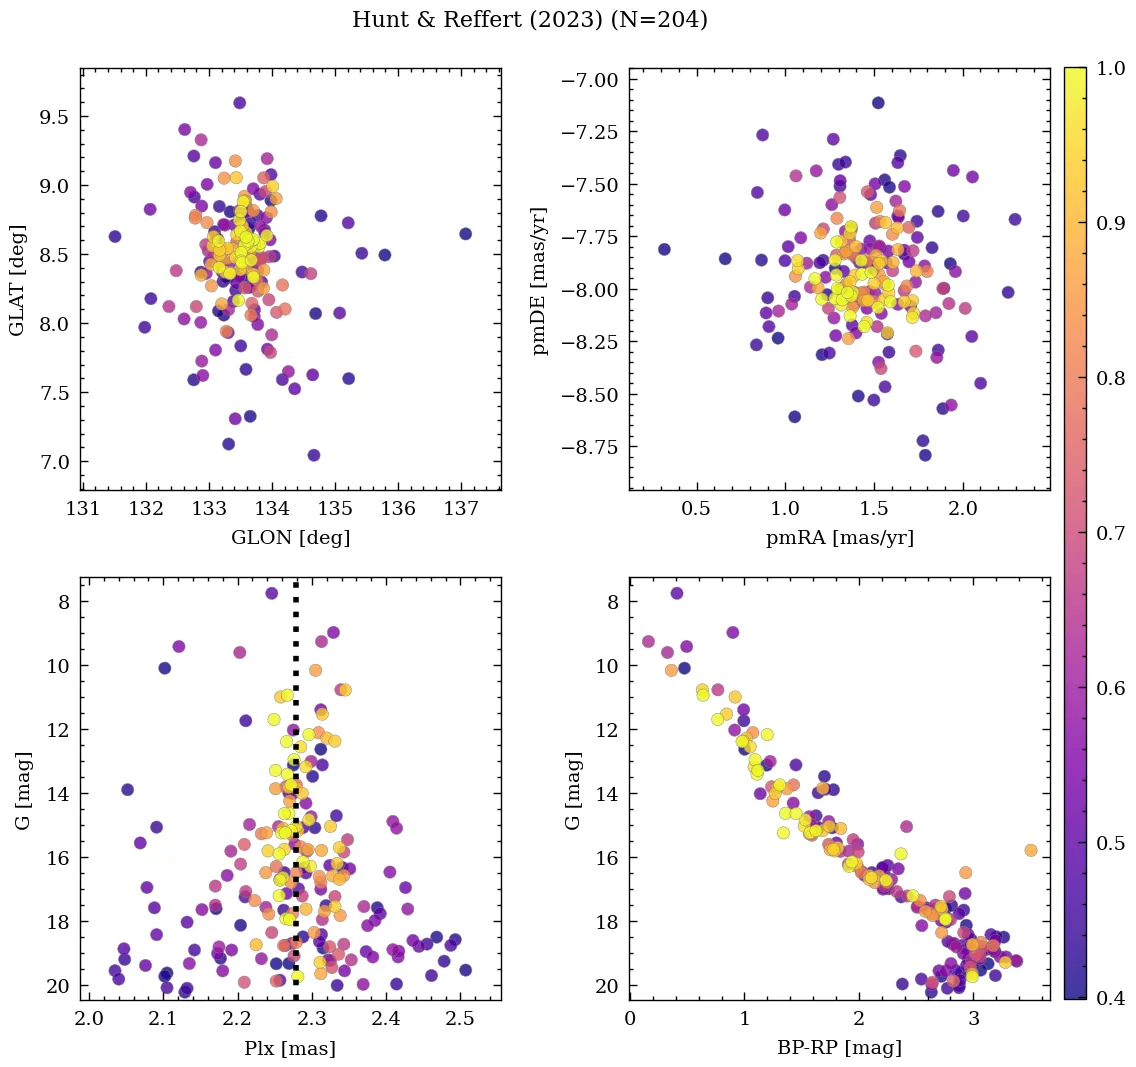 Hunt & Reffert (2023) (N=204)
9.5
9.0
8.5
8.0
7.5
7.0
GLAT [deg]
131 132 133 134 135 136 137
GLON [deg]
−7.00
−7.25
−7.50
−7.75
−8.00
−8.25
−8.50
−8.75
pmDE [mas/yr]
0.5 1.0 1.5 2.0
pmRA [mas/yr]
8
10
12
14
16
18
20
G [mag]
2.0 2.1 2.2 2.3 2.4 2.5
Plx [mas]
8
10
12
14
16
18
20
G [mag]
0 1 2 3
BP-RP [mag]
1.0
0.9
0.8
0.7
0.6
0.5
0.4